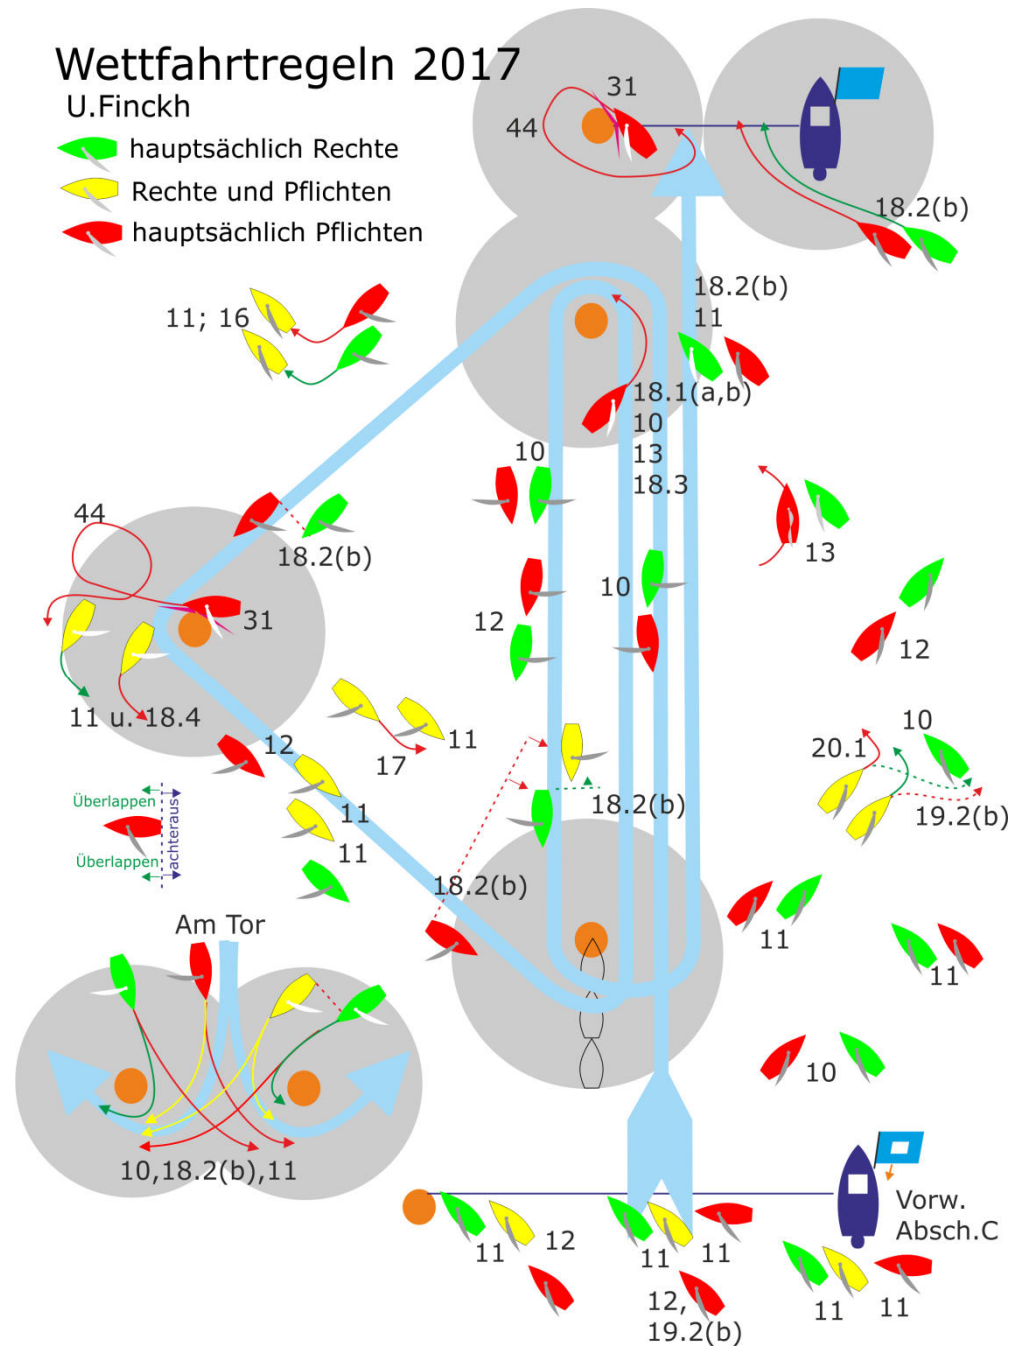 Wettfahrtregeln 2017
U.Finckh
hauptsächlich Rechte
Rechte und Pflichten
hauptsächlich Pflichten
31
44
18.2(b)
11; 16
18.2(b)
11
18.1(a,b)
10
13
18.3
10
44
18.2(b)
13
31
12
10
12
11 u. 18.4
12
17
11
10
20.1
19.2(b)
11
11
18.2(b)
Überlappen
achteraus
Überlappen
18.2(b)
11
11
Am Tor
10
10,18.2(b),11
Vorw.
Absch.C
11
12
11
11
12,
19.2(b)
11
11